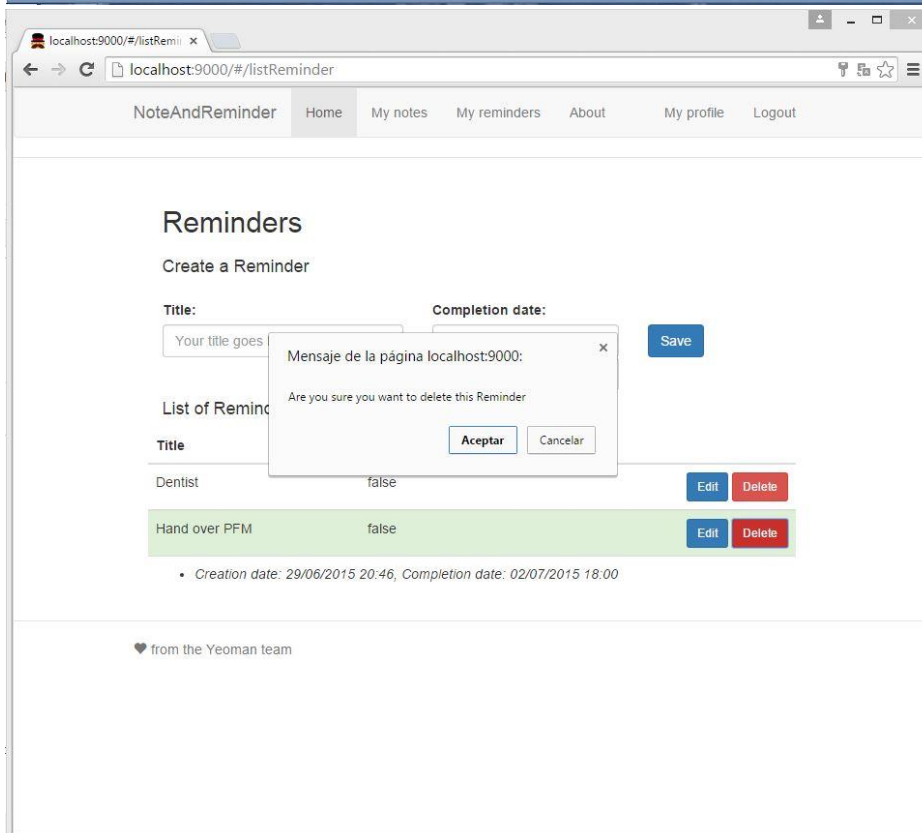 localhost:9000/#/listRemin
localhost:9000/#/listReminder
NoteAndReminder Home My notes My reminders About My profile Logout
Reminders
Create a Reminder
Title: Completion date:
Your title goes
Save
Mensaje de la página localhost:9000:
Are you sure you want to delete this Reminder
Aceptar Cancelar
List of Remind
Title
Dentist false Edit Delete
Hand over PFM false Edit Delete
• Creation date: 29/06/2015 20:46, Completion date: 02/07/2015 18:00
♥ from the Yeoman team